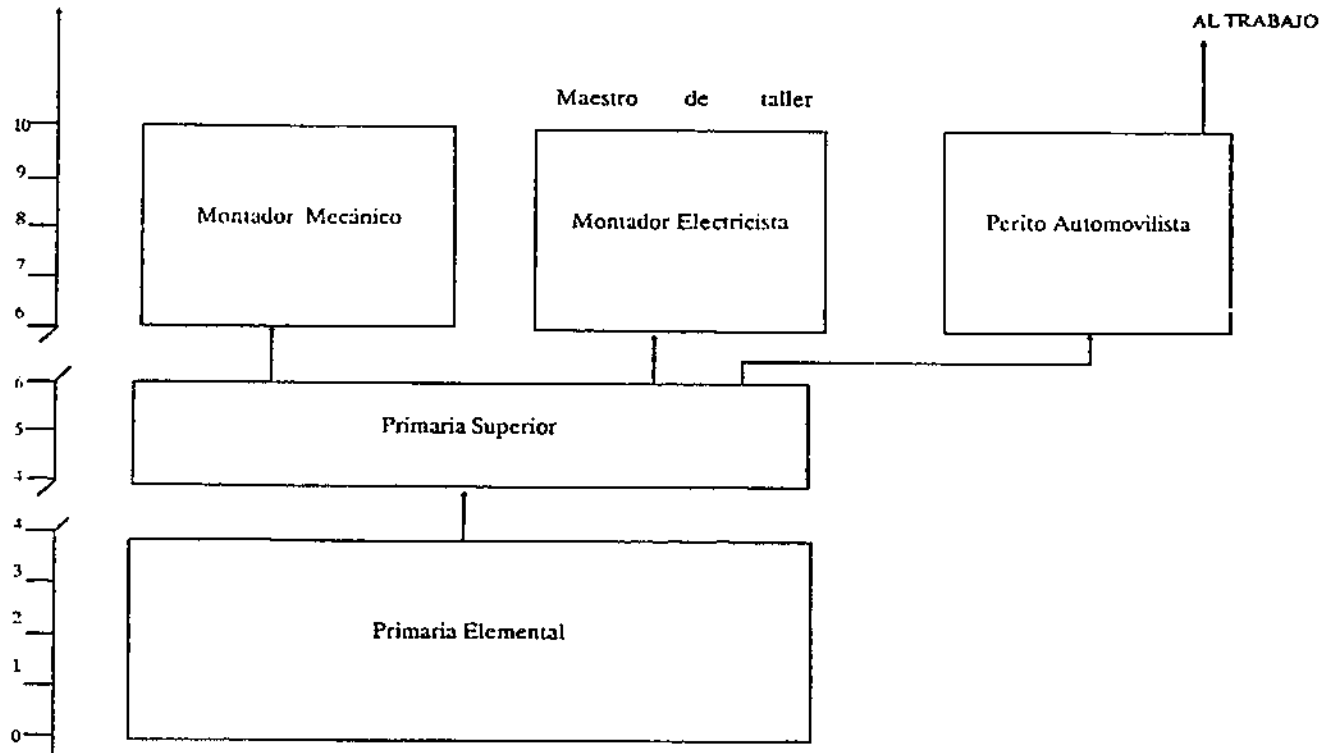 AL TRABAJO
Maestro de taller
10
9
8
7
6
Montador Mecánico
Montador Electricista
Perito Automovilista
6
5
4
Primaria Superior
4
3
2
1
0
Primaria Elemental